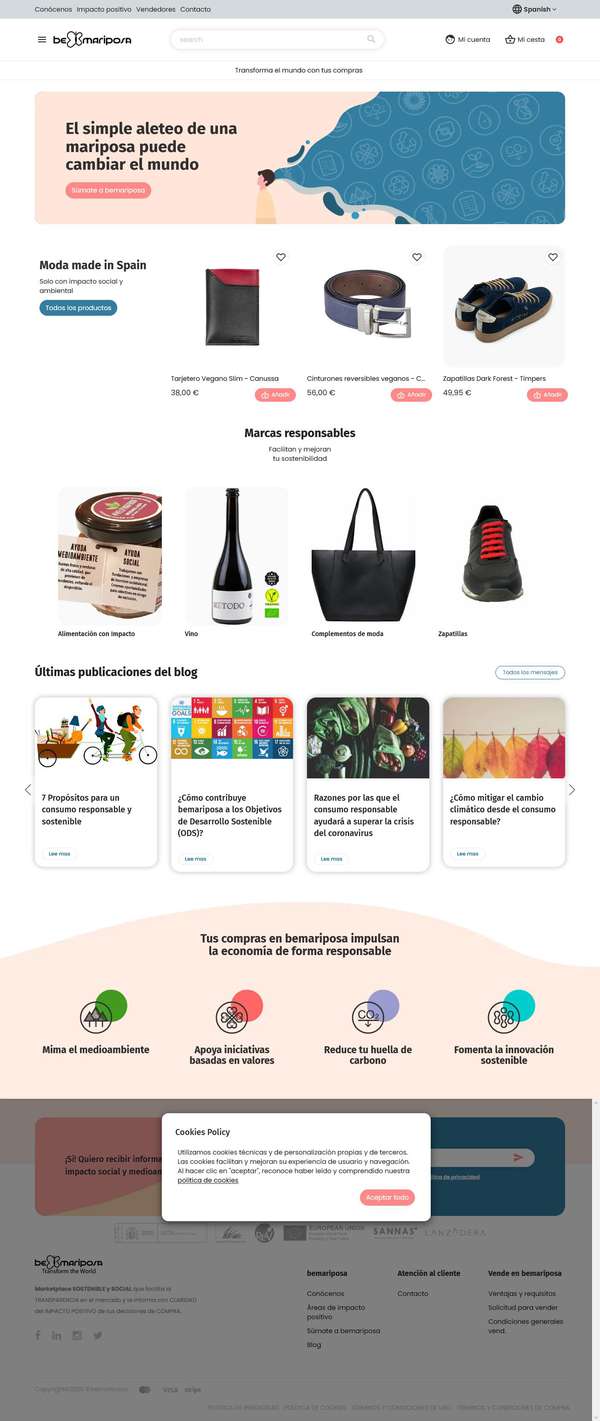 Conócenos Impacto positivo Vendedores Contacto
Spanish
be mariposa
search
Mi cuenta
Mi cesta
0
Transforma el mundo con tus compras
El simple aleteo de una
mariposa puede
cambiar el mundo
Súmate a bemariposa
Moda made in Spain
Solo con impacto social y
ambiental
Todos los productos
Tarjetero Vegano Slim - Canussa
38,00 €
Añadir
Cinturones reversibles veganos - C...
56,00 €
Añadir
Zapatillas Dark Forest - Timpers
49,95 €
Añadir
Marcas responsables
Facilitan y mejoran
tu sostenibilidad
AYUDA
MEDIOAMBIENTE
AYUDA
SOCIAL
Alimentación con Impacto
Vino
Complementos de moda
Zapatillas
Últimas publicaciones del blog
Todos los mensajes
7 Propósitos para un
consumo responsable y
sostenible
Lee mas
¿Cómo contribuye
bemariposa a los Objetivos
de Desarrollo Sostenible
(ODS)?
Lee mas
Razones por las que el
consumo responsable
ayudará a superar la crisis
del coronavirus
Lee mas
¿Cómo mitigar el cambio
climático desde el consumo
responsable?
Lee mas
Tus compras en bemariposa impulsan
la economía de forma responsable
CO2
Mima el medioambiente
Apoya iniciativas
basadas en valores
Reduce tu huella de
carbono
Fomenta la innovación
sostenible
¡Sí! Quiero recibir informa
impacto social y medioam
ítica de privacidad
Cookies Policy
Utilizamos cookies técnicas y de personalización propias y de terceros.
Las cookies facilitan y mejoran su experiencia de usuario y navegación.
Al hacer clic en "aceptar", reconoce haber leído y comprendido nuestra
política de cookies
Aceptar todo
EUROPEAN UNION
SANNAS
LANZADERA
be mariposa
Transform the World
Marketplace SOSTENIBLE y SOCIAL que facilita la
TRANSPARENCIA en el mercado y te informa con CLARIDAD
del IMPACTO POSITIVO de tus decisiones de COMPRA.
bemariposa
Conócenos
Áreas de impacto
positivo
Súmate a bemariposa
Blog
Atención al cliente
Contacto
Vende en bemariposa
Ventajas y requisitos
Solicitud para vender
Condiciones generales
vend.
VISA
stripe
POLÍTICA DE PRIVACIDAD POLÍTICA DE COOKIES TÉRMINOS Y CONDICIONES DE USO TÉRMINOS Y CONDICIONES DE COMPRA